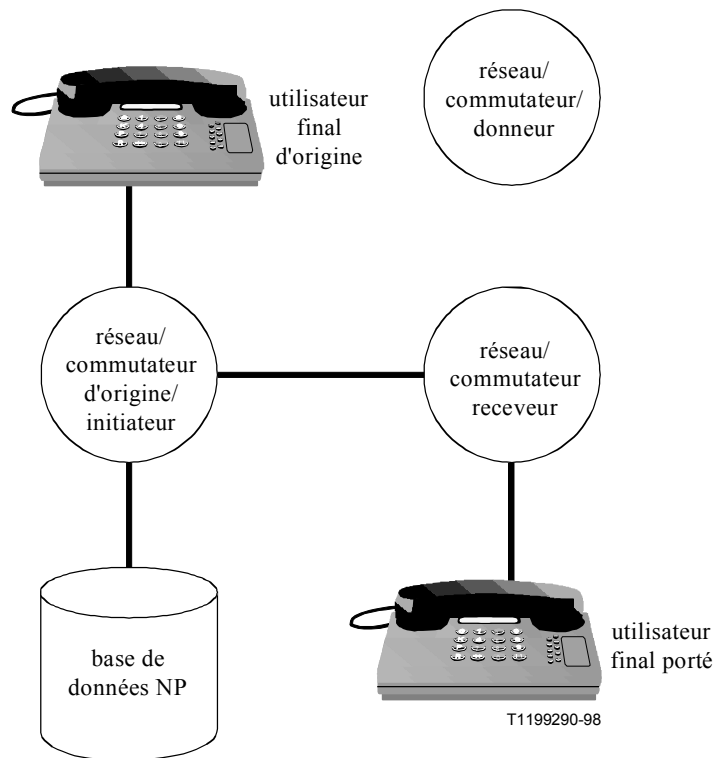 utilisateur
final
d'origine
réseau/
commutateur/
donneur
réseau/
commutateur
d'origine/
initiateur
réseau/
commutateur
receveur
base de
données NP
utilisateur
final porté
T1199290-98